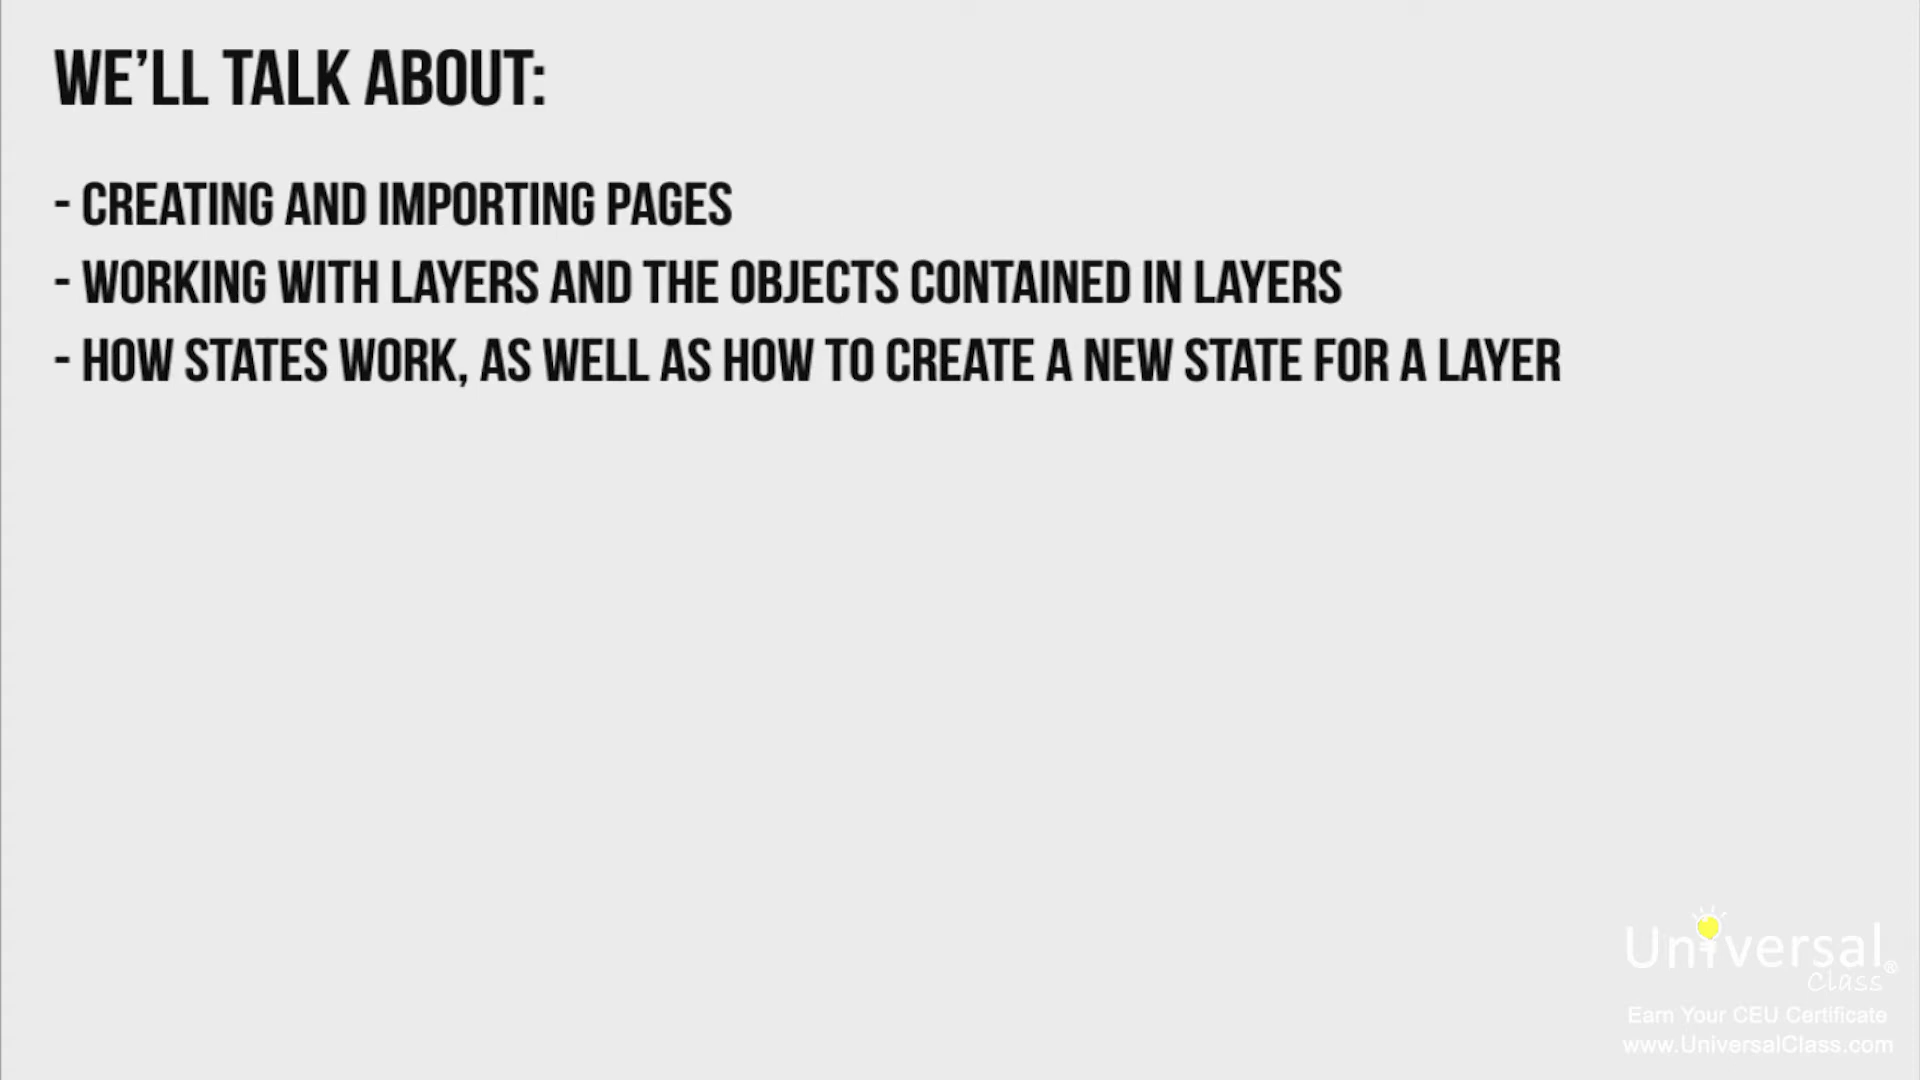 WE'LL TALK ABOUT:
- CREATING AND IMPORTING PAGES
- WORKING WITH LAYERS AND THE OBJECTS CONTAINED IN LAYERS
- HOW STATES WORK, AS WELL AS HOW TO CREATE A NEW STATE FOR A LAYER
Universal®
Class
Earn Your CEU Certificate
www.UniversalClass.com